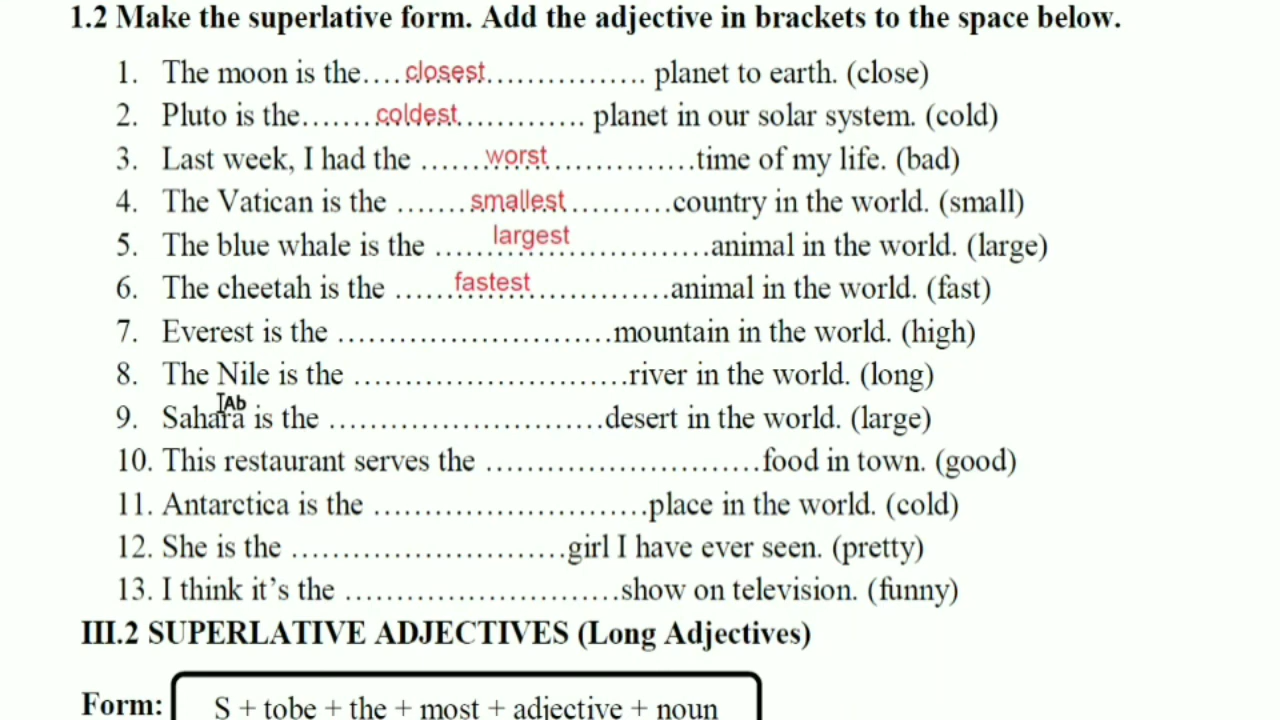 1.2 Make the superlative form. Add the adjective in brackets to the space below.
1. The moon is the....closest................ planet to earth. (close)
2. Pluto is the.......coldest............. planet in our solar system. (cold)
3. Last week, I had the ......worst...............time of my life. (bad)
4. The Vatican is the .......smallest..........country in the world. (small)
5. The blue whale is the ......largest..............animal in the world. (large)
6. The cheetah is the ......fastest..............animal in the world. (fast)
7. Everest is the ...........................mountain in the world. (high)
8. The Nile is the ...........................river in the world. (long)
9. Sahara is the ...........................desert in the world. (large)
10. This restaurant serves the ...........................food in town. (good)
11. Antarctica is the ...........................place in the world. (cold)
12. She is the ...........................girl I have ever seen. (pretty)
13. I think it’s the ...........................show on television. (funny)
III.2 SUPERLATIVE ADJECTIVES (Long Adjectives)
Form: S + tobe + the + most + adjective + noun